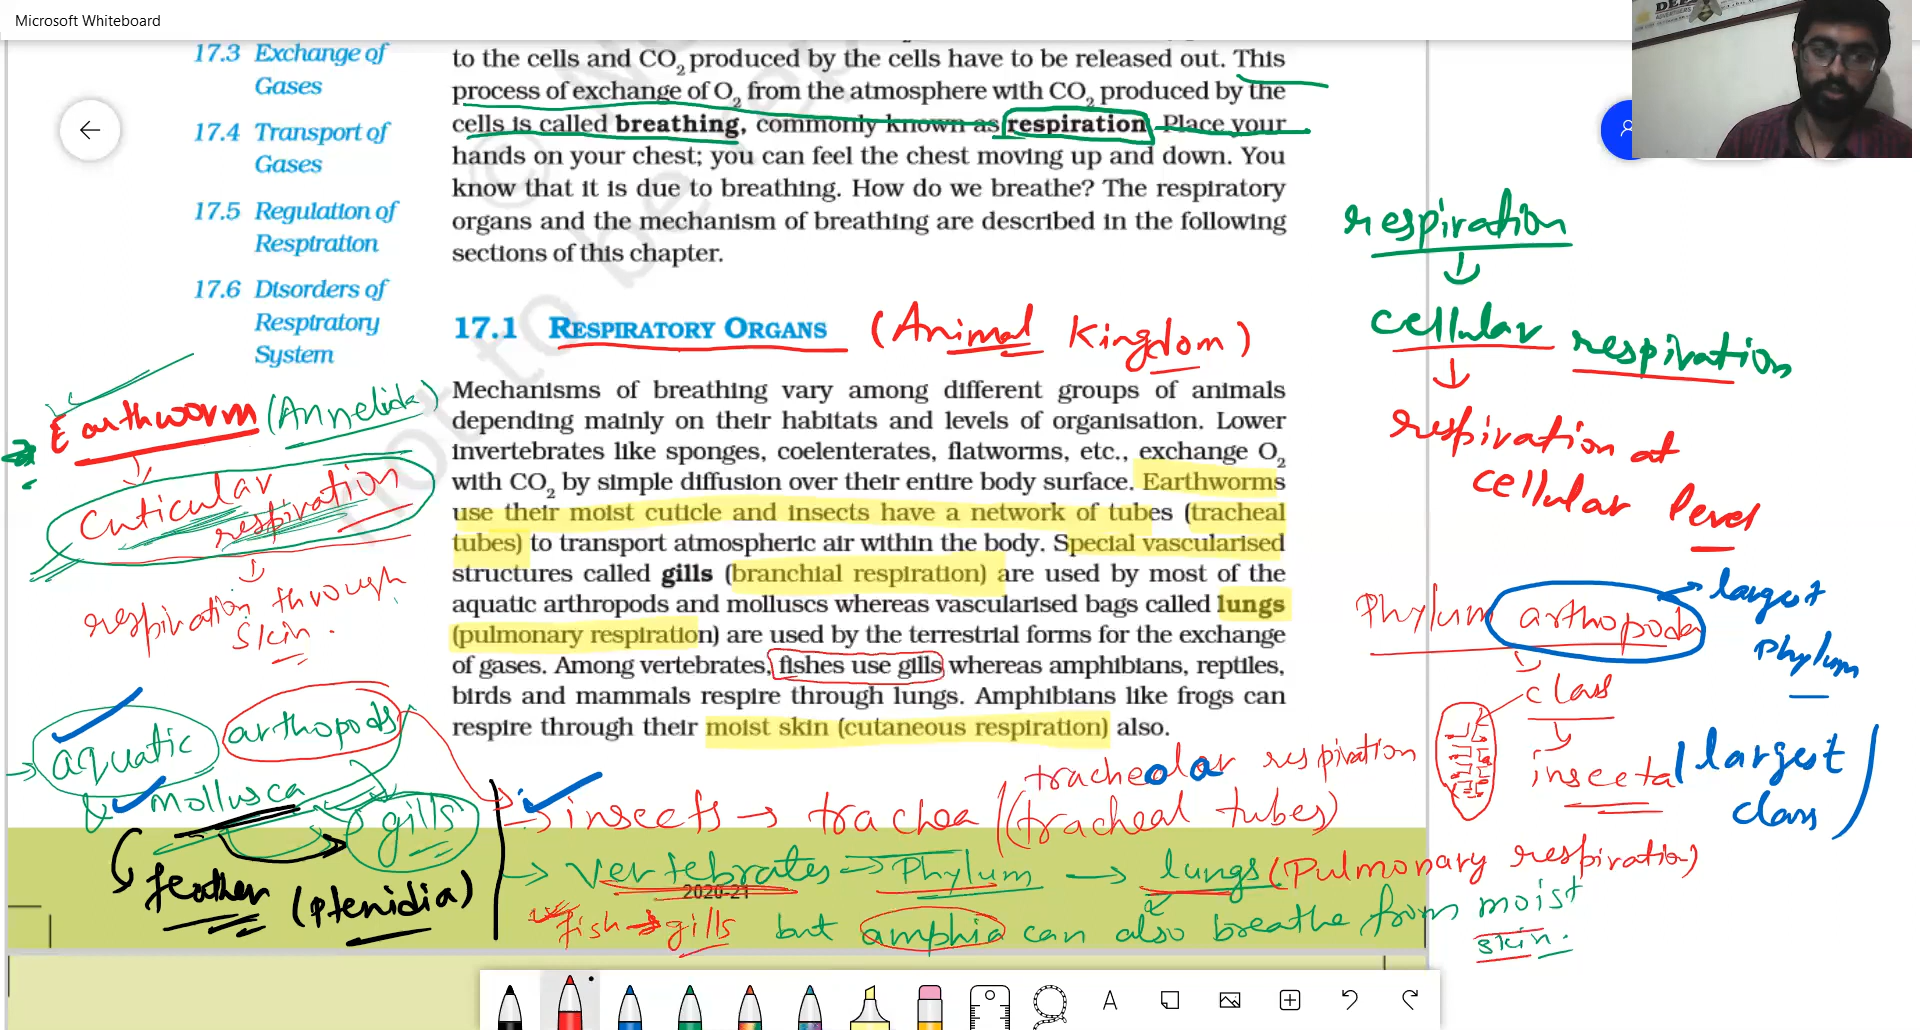 Microsoft Whiteboard
17.3 Exchange of
Gases
17.4 Transport of
Gases
17.5 Regulation of
Respiration
17.6 Disorders of
Respiratory
System
to the cells and CO2 produced by the cells have to be released out. This
process of exchange of O2 from the atmosphere with CO2 produced by the
cells is called breathing, commonly known as respiration. Place your
hands on your chest; you can feel the chest moving up and down. You
know that it is due to breathing. How do we breathe? The respiratory
organs and the mechanism of breathing are described in the following
sections of this chapter.
17.1 RESPIRATORY ORGANS (Animal Kingdom)
Mechanisms of breathing vary among different groups of animals
depending mainly on their habitats and levels of organisation. Lower
invertebrates like sponges, coelenterates, flatworms, etc., exchange O2
with CO2 by simple diffusion over their entire body surface. Earthworms
use their moist cuticle and insects have a network of tubes (tracheal
tubes) to transport atmospheric air within the body. Special vascularised
structures called gills (branchial respiration) are used by most of the
aquatic arthropods and molluscs whereas vascularised bags called lungs
(pulmonary respiration) are used by the terrestrial forms for the exchange
of gases. Among vertebrates, fishes use gills whereas amphibians, reptiles,
birds and mammals respire through lungs. Amphibians like frogs can
respire through their moist skin (cutaneous respiration) also.
Earthworm (Annelida)
Cuticular
respiration
respiration through
skin.
aquatic arthopods
& mollusca
gills
feather (Ptenidia)
respiration
cellular respiration
respiration at
cellular level
Phylum arthopoda
largest
Phylum
class
insecta (largest
class)
respiration
insects → trachea (tracheal tubes)
→ vertebrates → Phylum → lungs (Pulmonary respiration)
2020-21
fish → gills but amphia can also breathe from moist
skin.